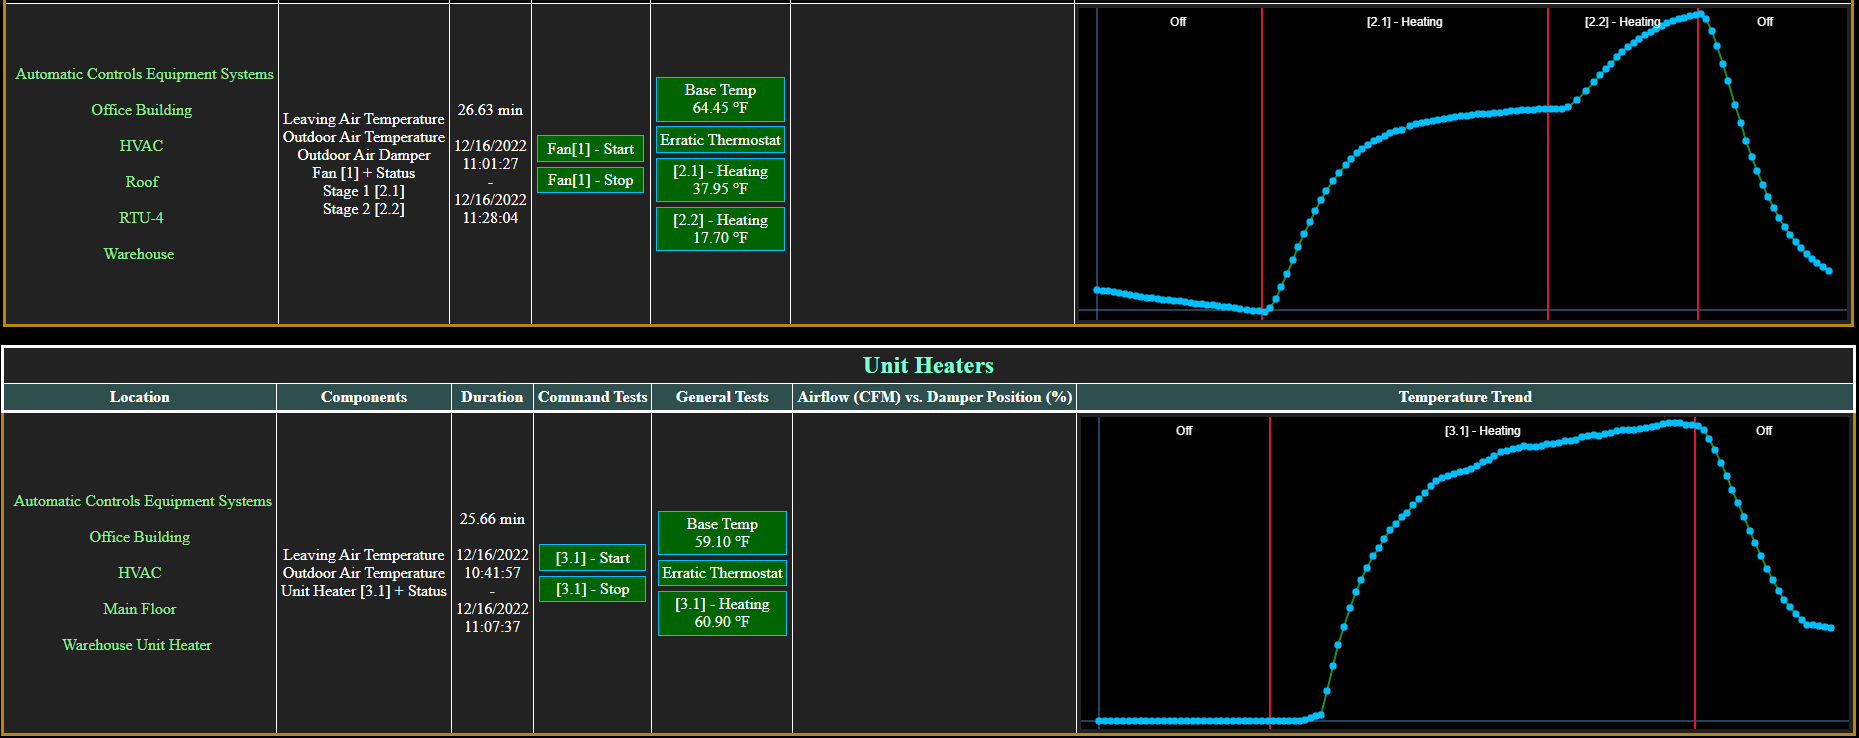 Automatic Controls Equipment Systems
Office Building
HVAC
Roof
RTU-4
Warehouse
Leaving Air Temperature
Outdoor Air Temperature
Outdoor Air Damper
Fan [1] + Status
Stage 1 [2.1]
Stage 2 [2.2]
26.63 min
12/16/2022
11:01:27
-
12/16/2022
11:28:04
Fan[1] - Start
Fan[1] - Stop
Base Temp
64.45 °F
Erratic Thermostat
[2.1] - Heating
37.95 °F
[2.2] - Heating
17.70 °F
Off
[2.1] - Heating
[2.2] - Heating
Off
Unit Heaters
Location
Components
Duration
Command Tests
General Tests
Airflow (CFM) vs. Damper Position (%)
Temperature Trend
Automatic Controls Equipment Systems
Office Building
HVAC
Main Floor
Warehouse Unit Heater
Leaving Air Temperature
Outdoor Air Temperature
Unit Heater [3.1] + Status
25.66 min
12/16/2022
10:41:57
-
12/16/2022
11:07:37
[3.1] - Start
[3.1] - Stop
Base Temp
59.10 °F
Erratic Thermostat
[3.1] - Heating
60.90 °F
Off
[3.1] - Heating
Off